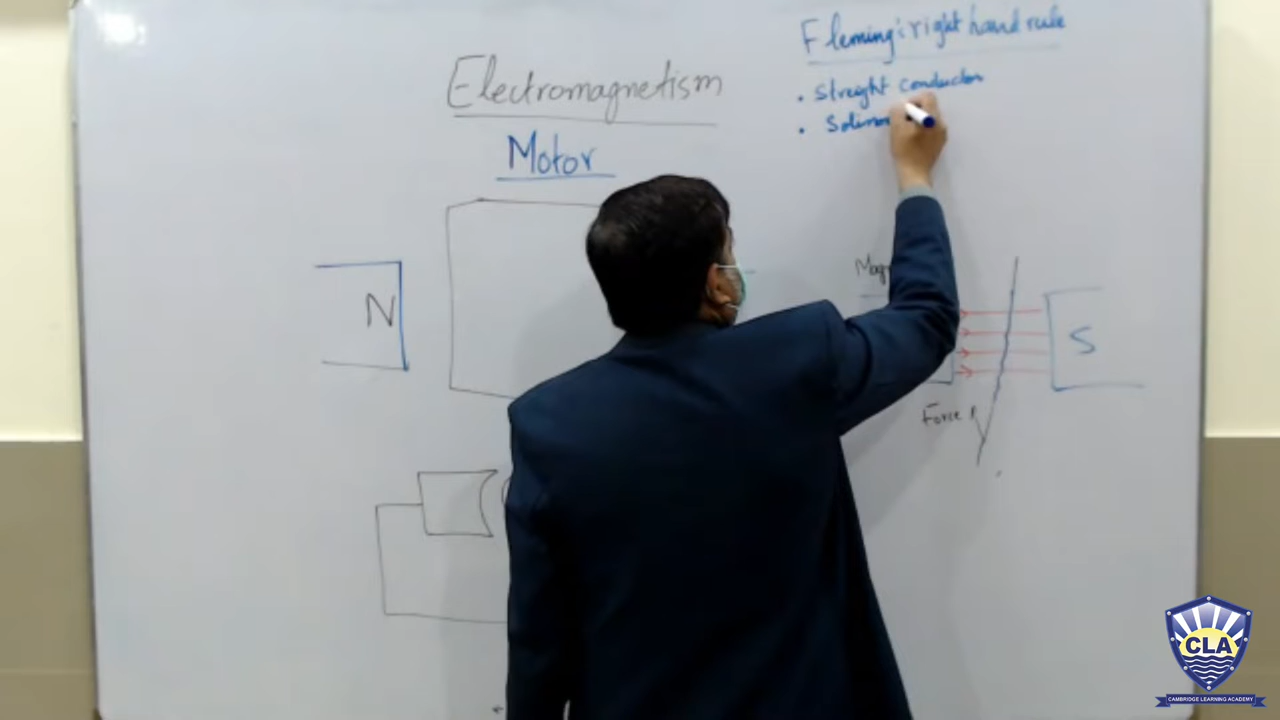 Fleming's right hand rule
Electromagnetism
• Streight conductor
•
Motor
N
S
Force
CLA
CAMBRIDGE LEARNING ACADEMY